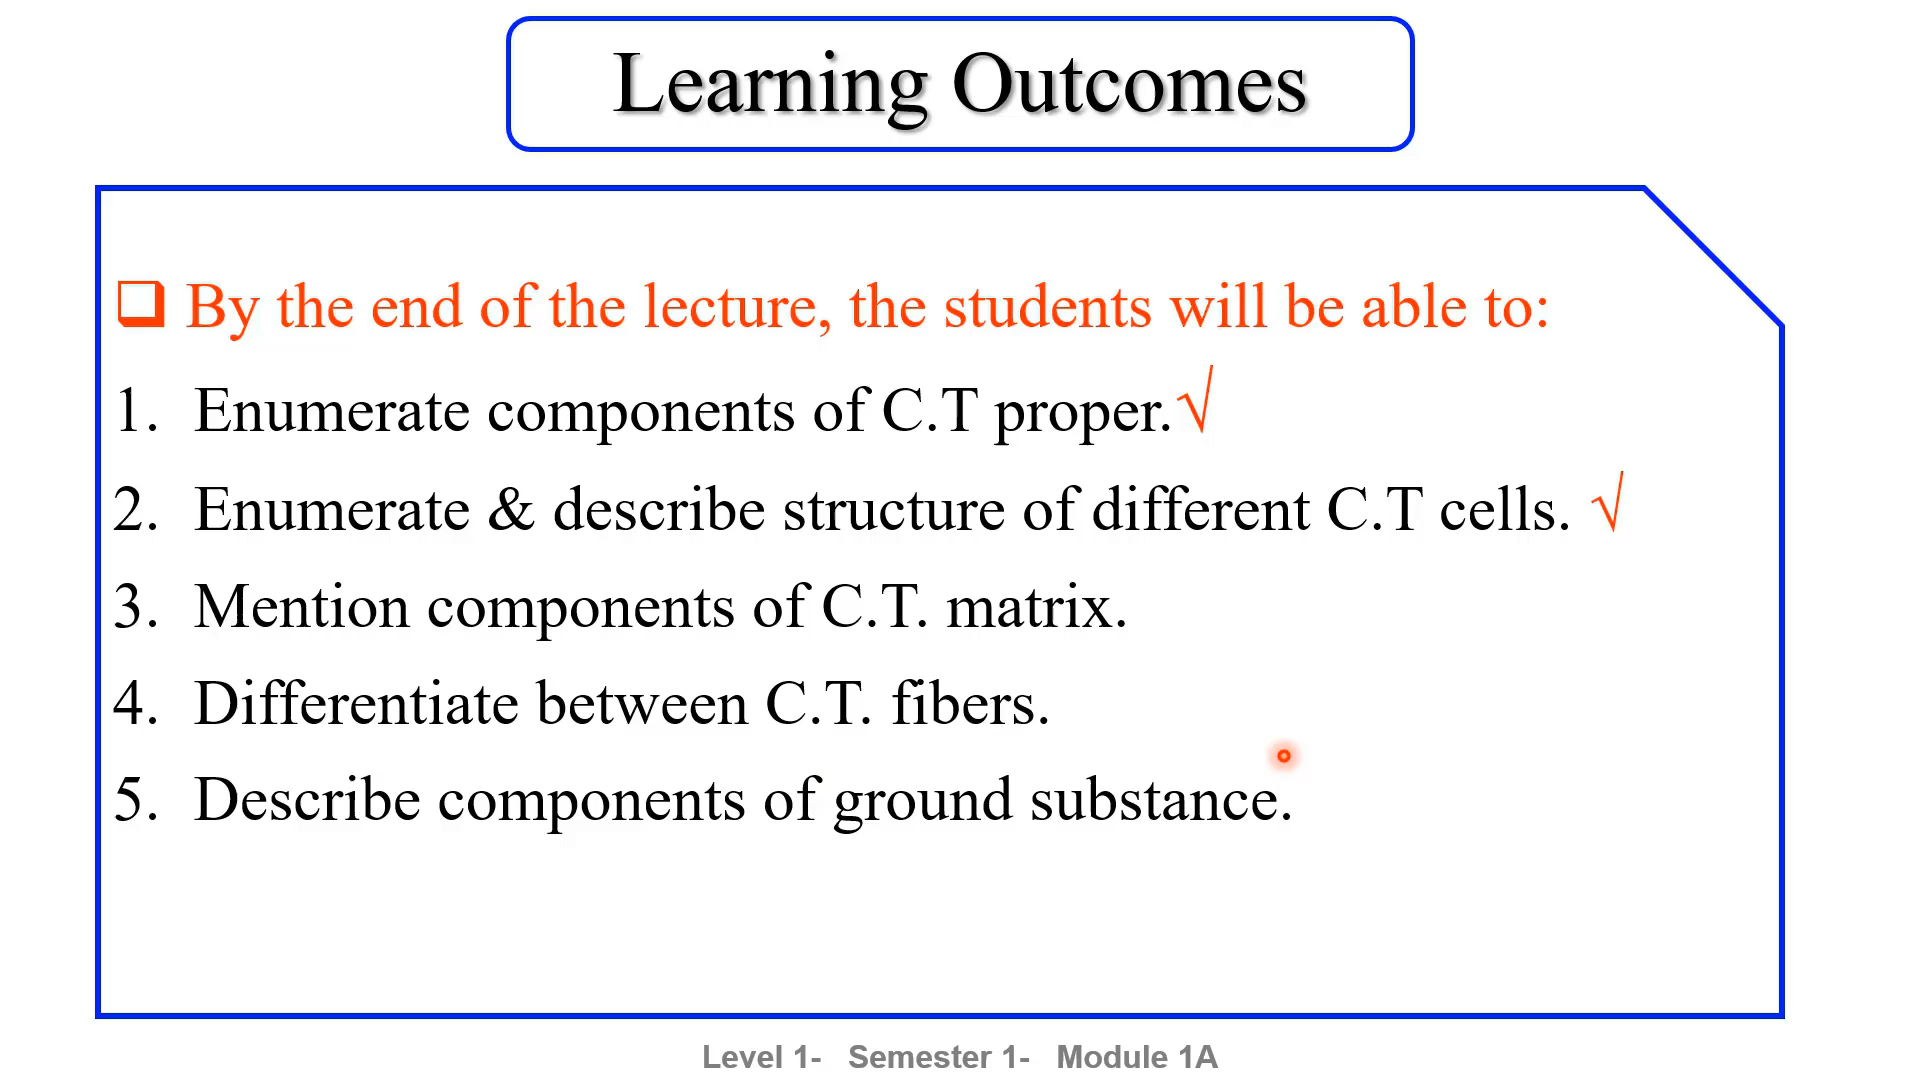 Learning Outcomes
❑ By the end of the lecture, the students will be able to:
1. Enumerate components of C.T proper.√
2. Enumerate & describe structure of different C.T cells. √
3. Mention components of C.T. matrix.
4. Differentiate between C.T. fibers.
5. Describe components of ground substance.
Level 1- Semester 1- Module 1A